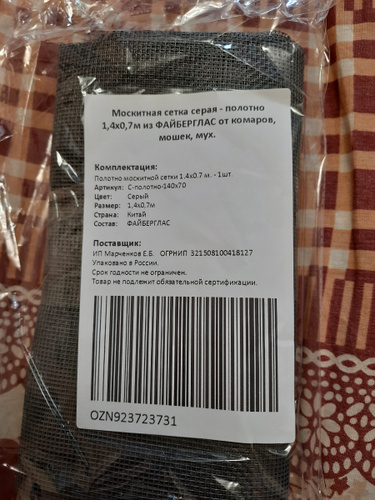 Москитная сетка серая - полотно
1,4х0,7м из ФАЙБЕРГЛАС от комаров,
мошек, мух.
Комплектация:
Полотно москитной сетки 1,4х0,7 м. - 1шт
Артикул: С-полотно-140х70
Цвет: Серый
Размер: 1,4х0,7м
Страна: Китай
Состав: ФАЙБЕРГЛАС
Поставщик:
ИП Марченков Е.Б. ОГРНИП 321508100418127
Упаковано в России.
Срок годности не ограничен.
Товар не подлежит обязательной сертификации.
OZN923723731